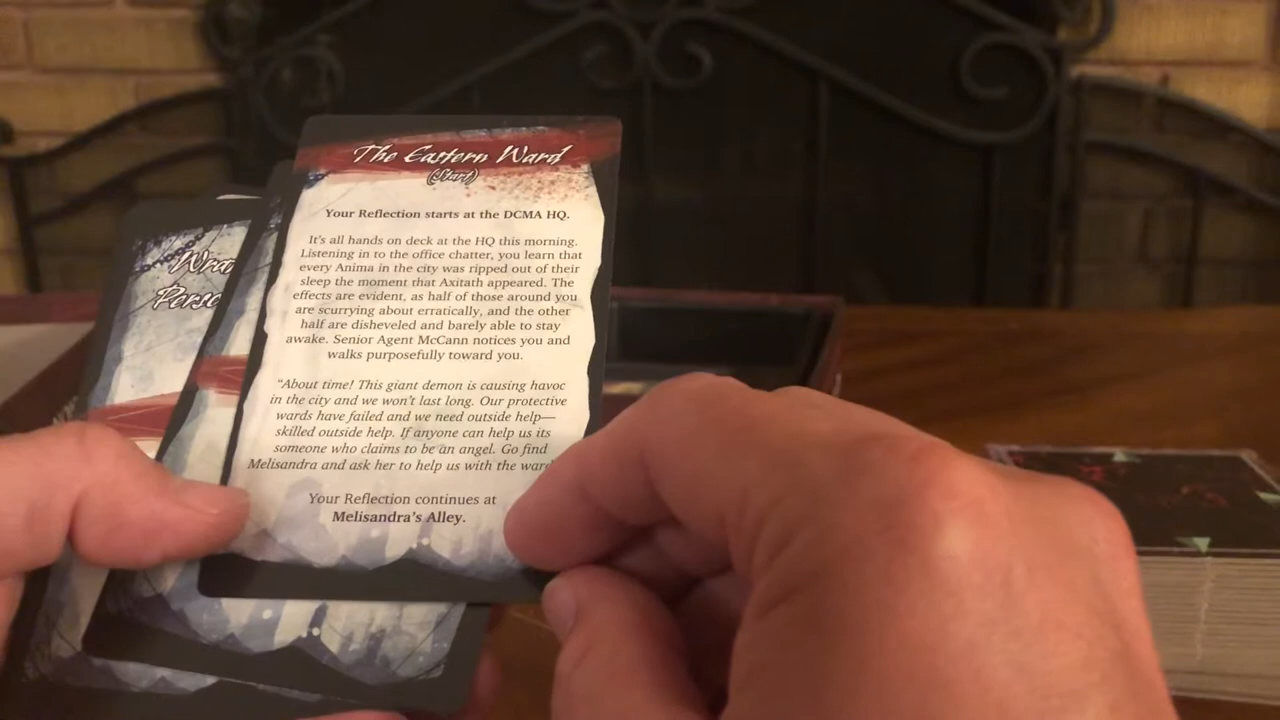 The Eastern Ward
(Start)
Your Reflection starts at the DCMA HQ.
It's all hands on deck at the HQ this morning.
Listening in to the office chatter, you learn that
every Anima in the city was ripped out of their
sleep the moment that Axitath appeared. The
effects are evident, as half of those around you
are scurrying about erratically, and the other
half are disheveled and barely able to stay
awake. Senior Agent McCann notices you and
walks purposefully toward you.
"About time! This giant demon is causing havoc
in the city and we won't last long. Our protective
wards have failed and we need outside help—
skilled outside help. If anyone can help us its
someone who claims to be an angel. Go find
Melisandra and ask her to help us with the
Your Reflection continues at
Melisandra's Alley.